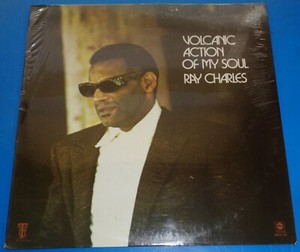 VOLCANIC
ACTION
OF MY SOUL
RAY CHARLES